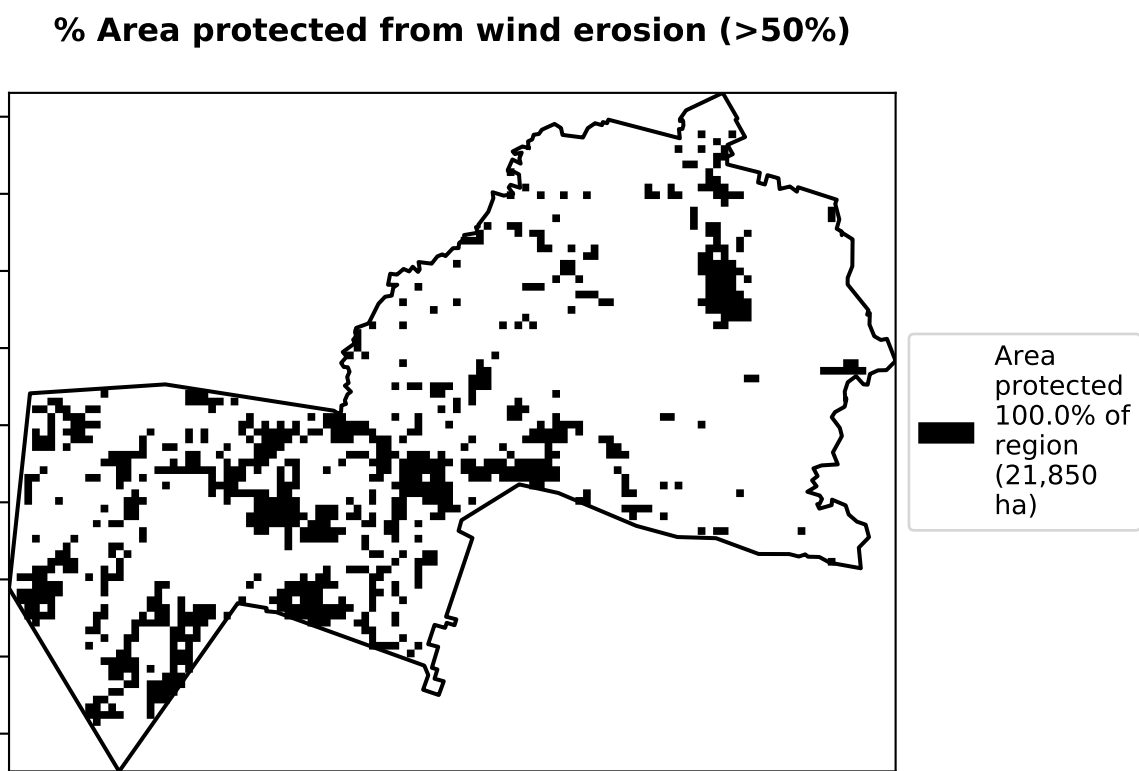 % Area protected from wind erosion (>50%)
Area
protected
100.0% of
region
(21,850
ha)